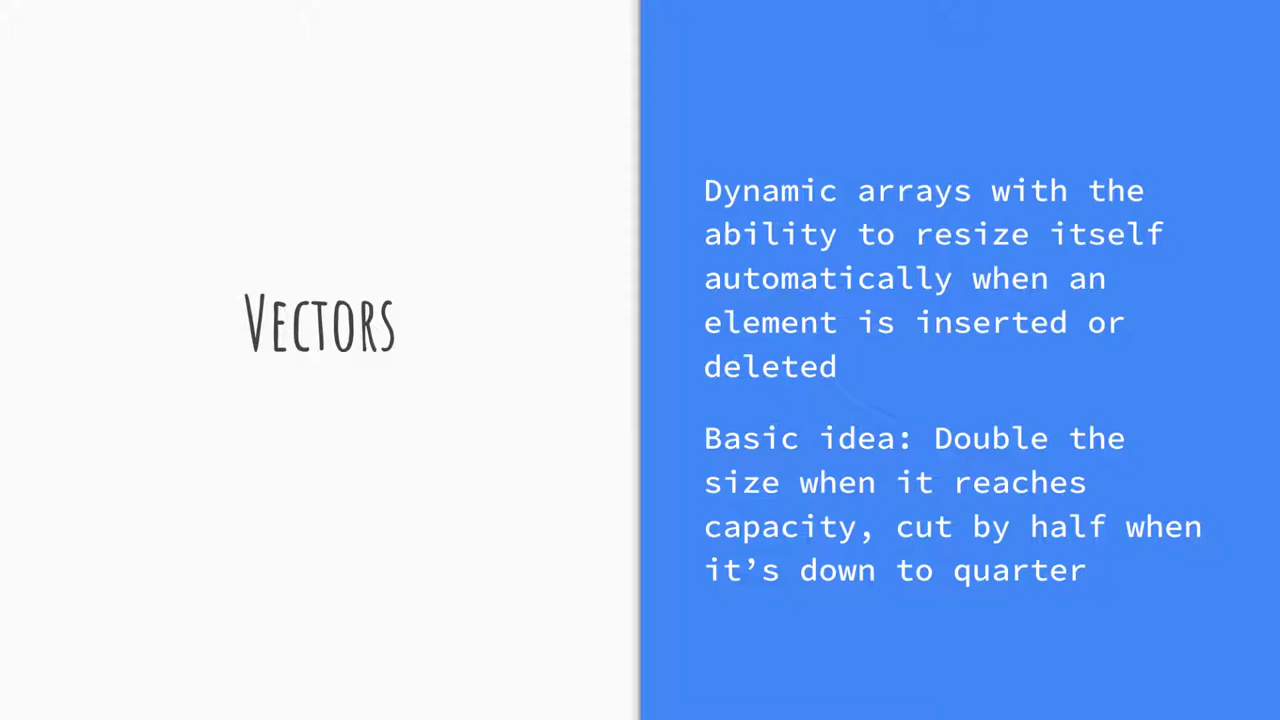 Vectors
Dynamic arrays with the
ability to resize itself
automatically when an
element is inserted or
deleted
Basic idea: Double the
size when it reaches
capacity, cut by half when
it’s down to quarter